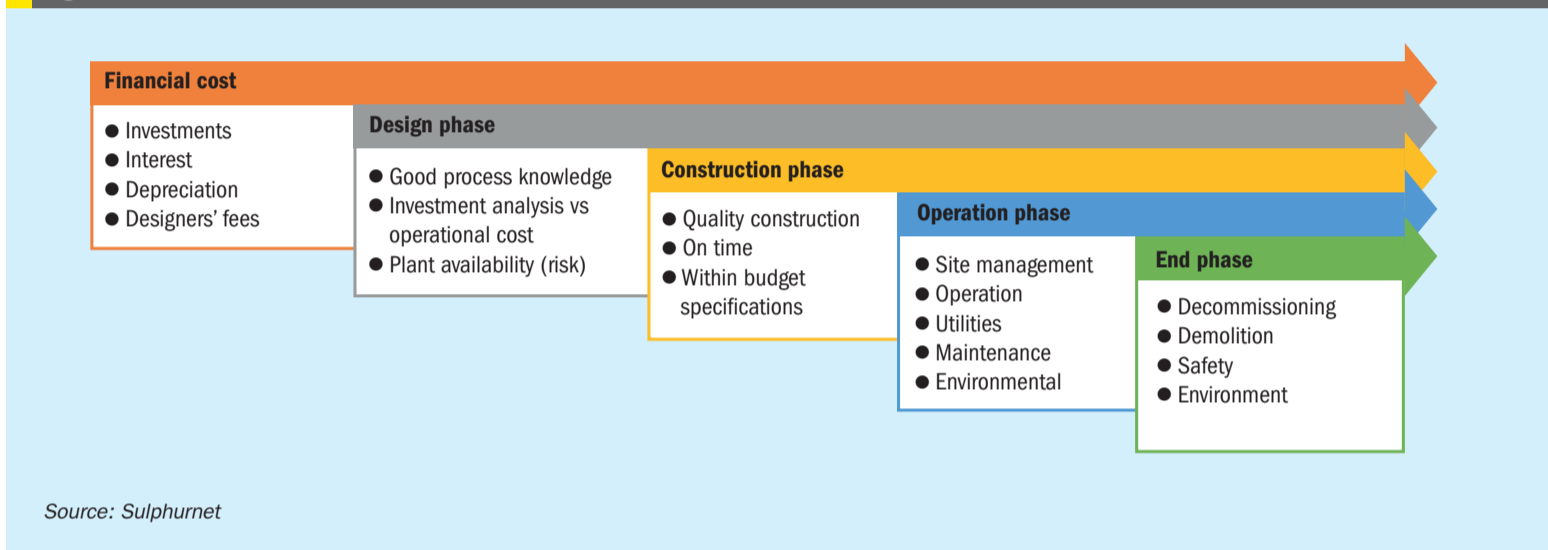 Financial cost
● Investments
● Interest
● Depreciation
● Designers' fees
Design phase
● Good process knowledge
● Investment analysis vs
operational cost
● Plant availability (risk)
Construction phase
● Quality construction
● On time
● Within budget
specifications
Operation phase
● Site management
● Operation
● Utilities
● Maintenance
● Environmental
End phase
● Decommissioning
● Demolition
● Safety
● Environment
Source: Sulphurnet